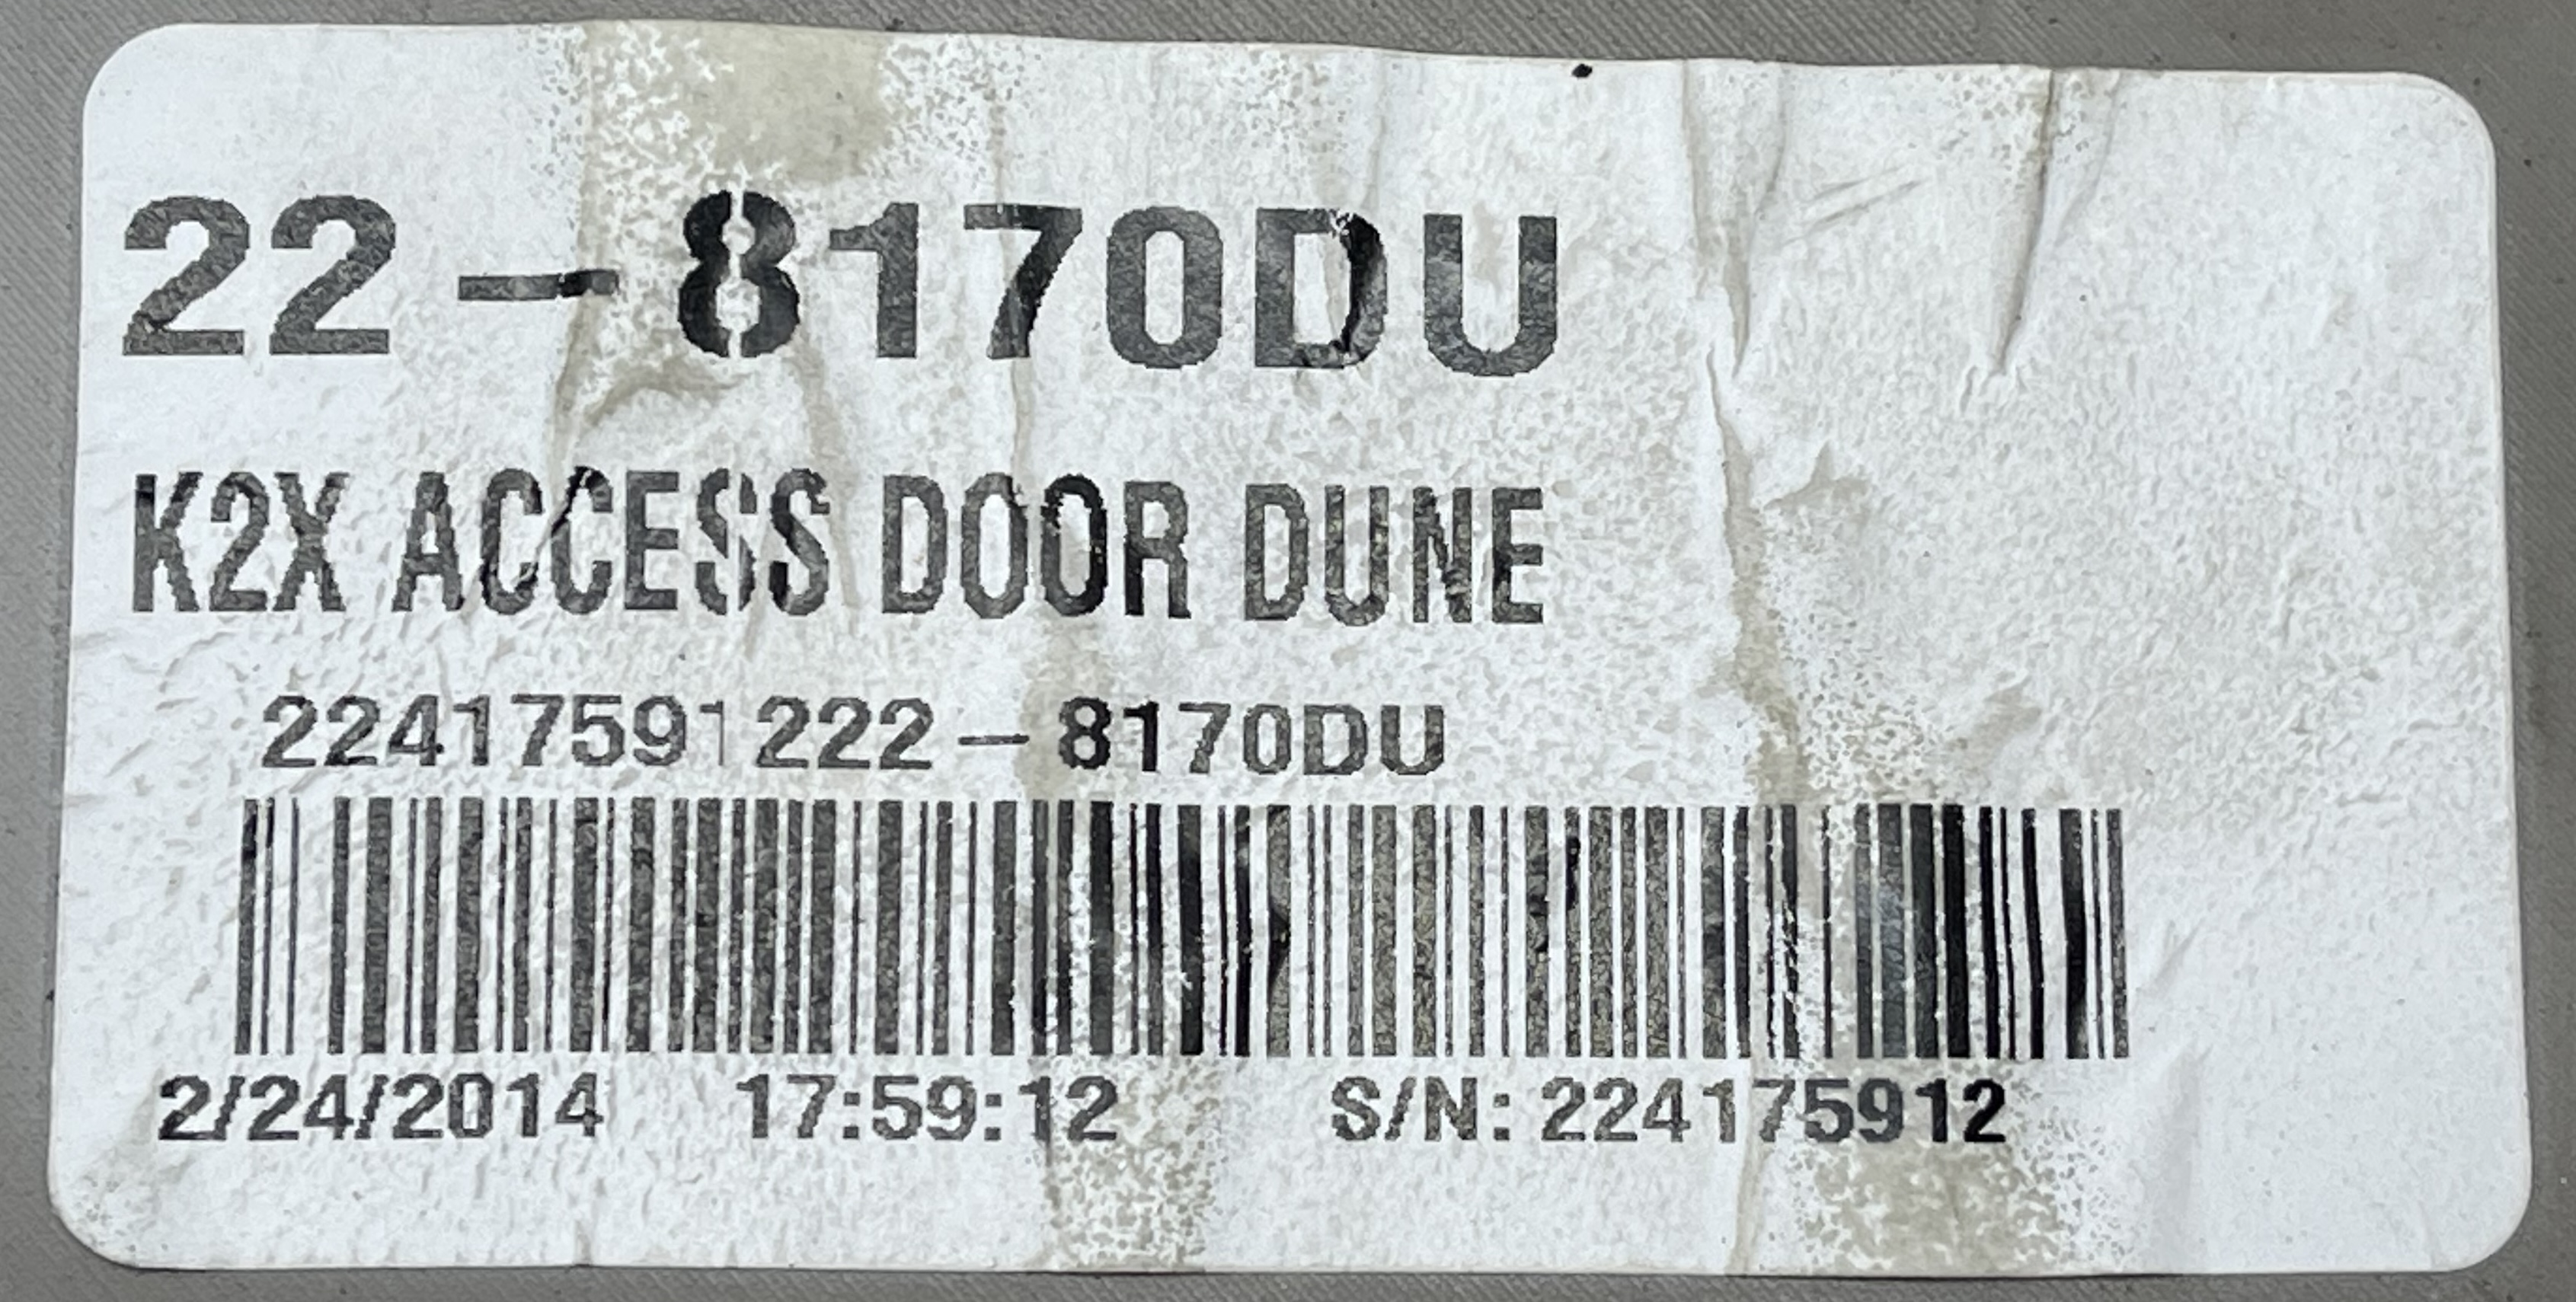 22-8170DU
K2X ACCESS DOOR DUNE
22417591222-8170DU
2/24/2014 17:59:12 S/N: 224175912